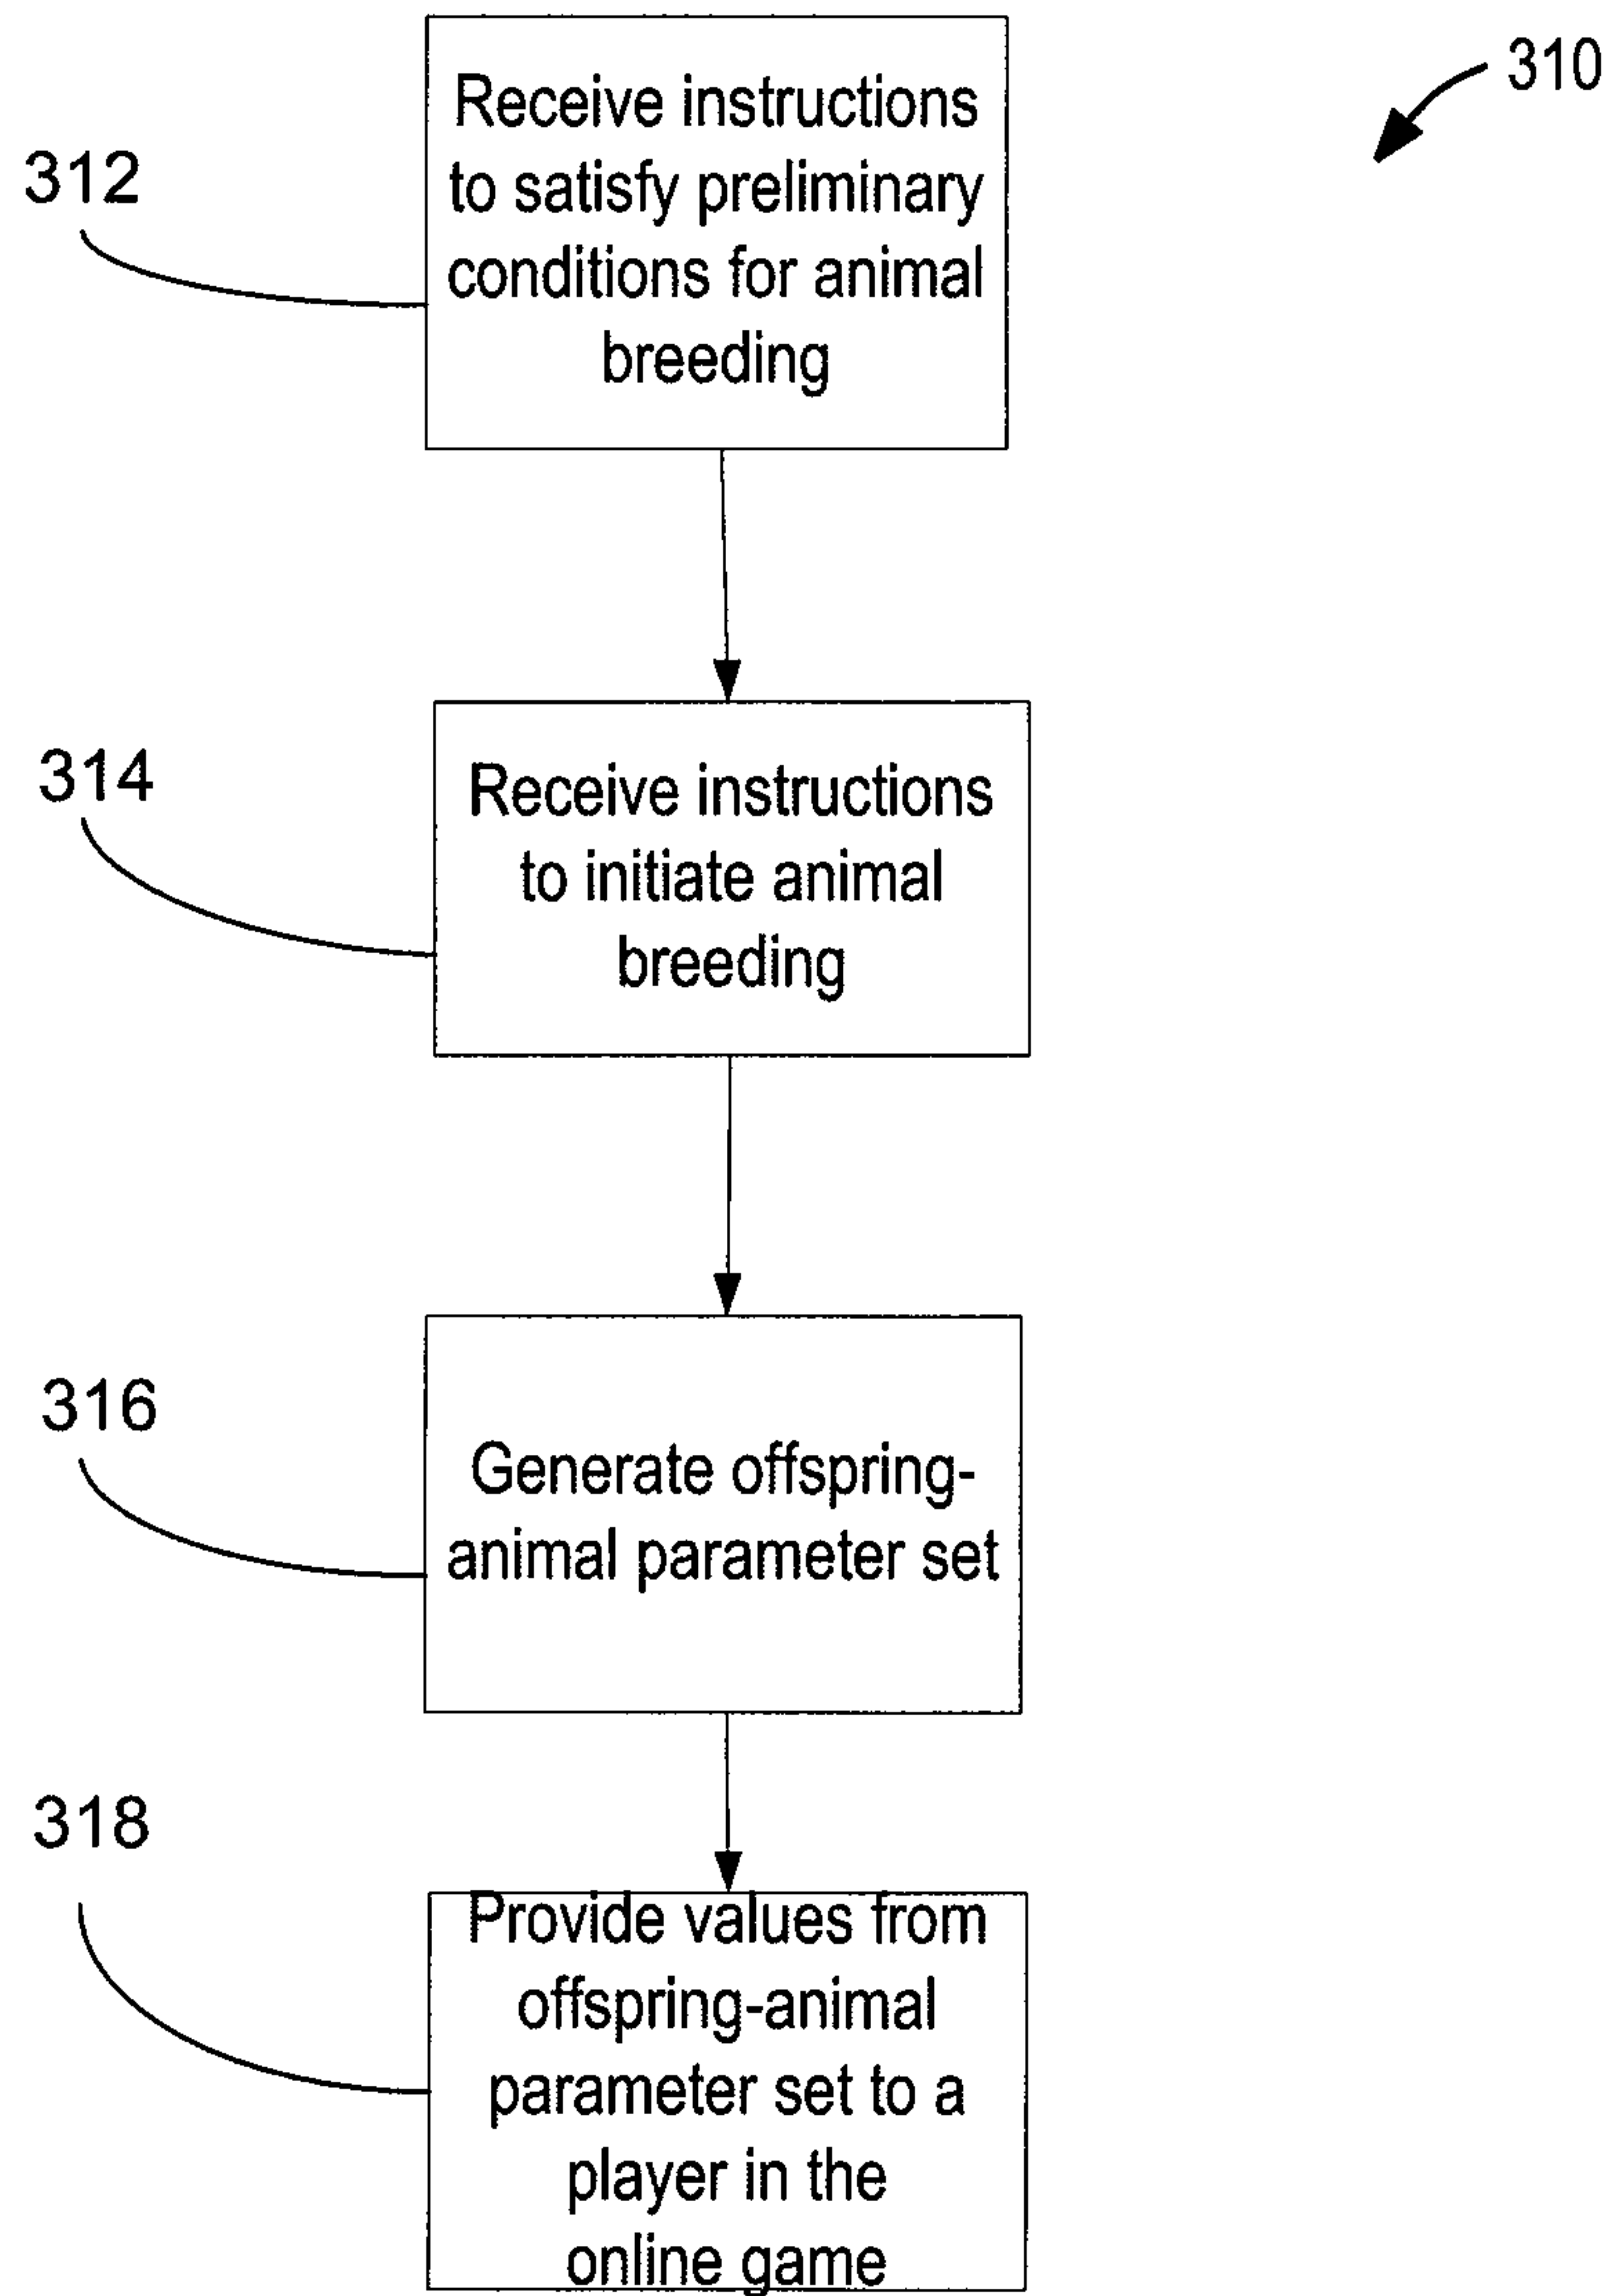 310
312
Receive instructions
to satisfy preliminary
conditions for animal
breeding
314
Receive instructions
to initiate animal
breeding
316
Generate offspring-
animal parameter set
318
Provide values from
offspring-animal
parameter set to a
player in the
online game